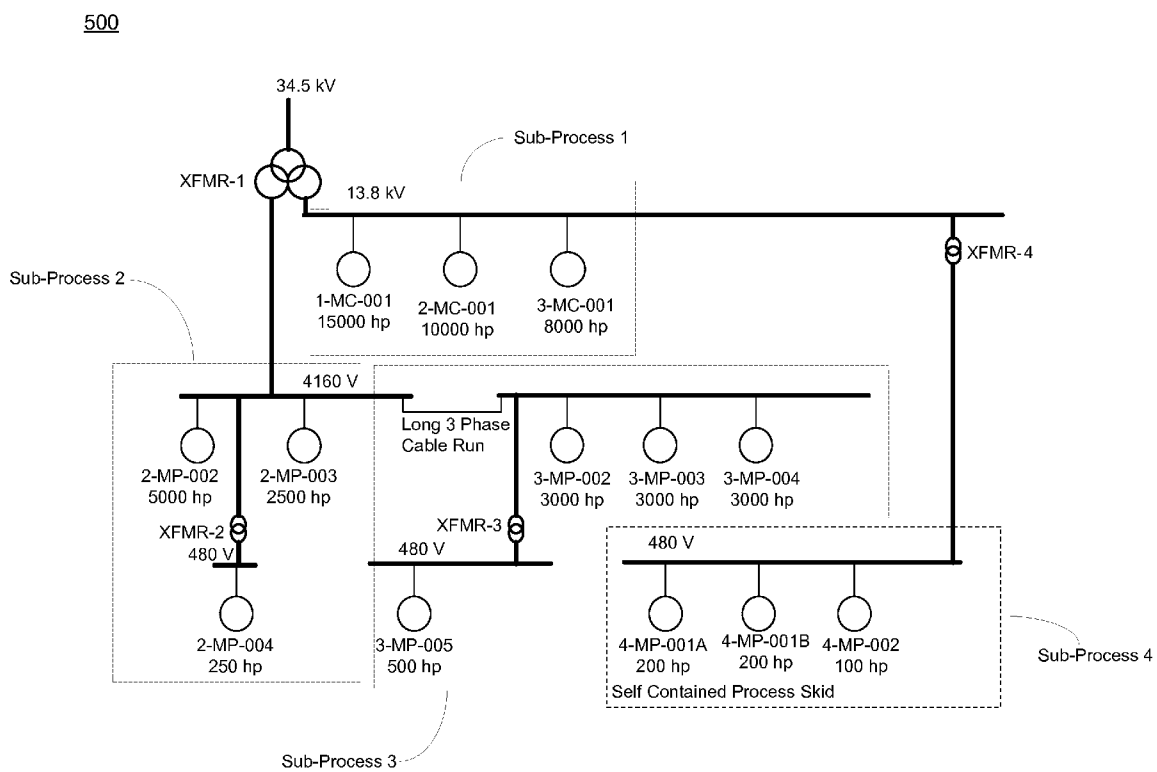 500
34.5 kV
Sub-Process 1
XFMR-1
13.8 kV
XFMR-4
Sub-Process 2
1-MC-001
15000 hp
2-MC-001
10000 hp
3-MC-001
8000 hp
4160 V
Long 3 Phase
Cable Run
2-MP-002
5000 hp
2-MP-003
2500 hp
3-MP-002
3000 hp
3-MP-003
3000 hp
3-MP-004
3000 hp
XFMR-2
480 V
XFMR-3
480 V
480 V
2-MP-004
250 hp
3-MP-005
500 hp
4-MP-001A
200 hp
4-MP-001B
200 hp
4-MP-002
100 hp
Self Contained Process Skid
Sub-Process 4
Sub-Process 3